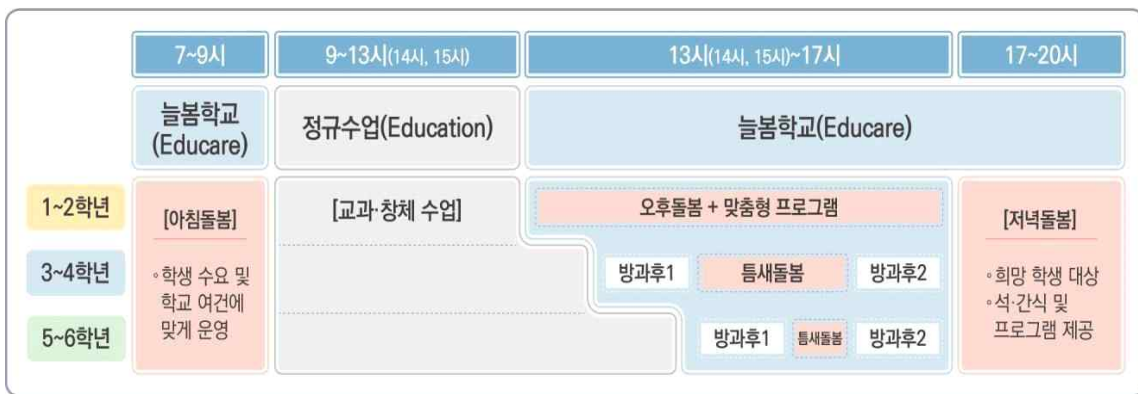 7~9시
9~13시(14시, 15시)
13시(14시, 15시)~17시
17~20시
늘봄학교
(Educare)
정규수업(Education)
늘봄학교(Educare)
1~2학년
3~4학년
5~6학년
[아침돌봄]
◦학생 수요 및
학교 여건에
맞게 운영
[교과·창체 수업]
오후돌봄 + 맞춤형 프로그램
방과후1
틈새돌봄
방과후2
방과후1
틈새돌봄
방과후2
[저녁돌봄]
◦희망 학생 대상
◦석·간식 및
프로그램 제공